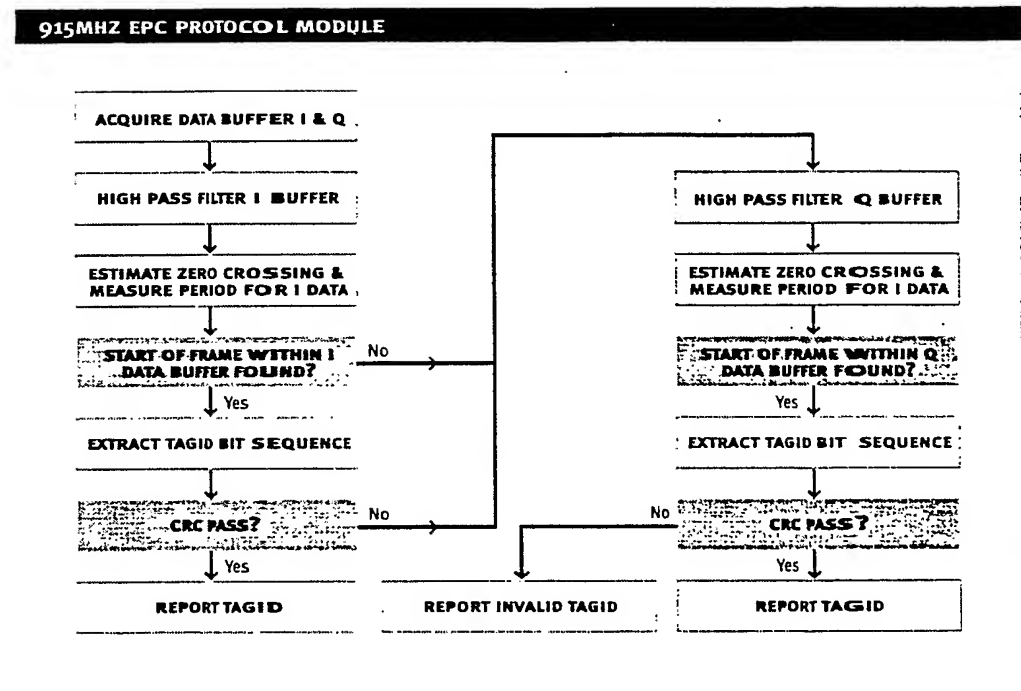 915MHZ EPC PROTOCOL MODULE
ACQUIRE DATA BUFFER I & Q
HIGH PASS FILTER I BUFFER
ESTIMATE ZERO CROSSING &
MEASURE PERIOD FOR I DATA
START OF FRAME WITHIN I
DATA BUFFER FOUND?
No
Yes
EXTRACT TAGID BIT SEQUENCE
CRC PASS?
No
Yes
REPORT TAGID
REPORT INVALID TAGID
HIGH PASS FILTER Q BUFFER
ESTIMATE ZERO CROSSING &
MEASURE PERIOD FOR I DATA
START OF FRAME WITHIN Q
DATA BUFFER FOUND?
Yes
EXTRACT TAGID BIT SEQUENCE
No
CRC PASS?
Yes
REPORT TAGID